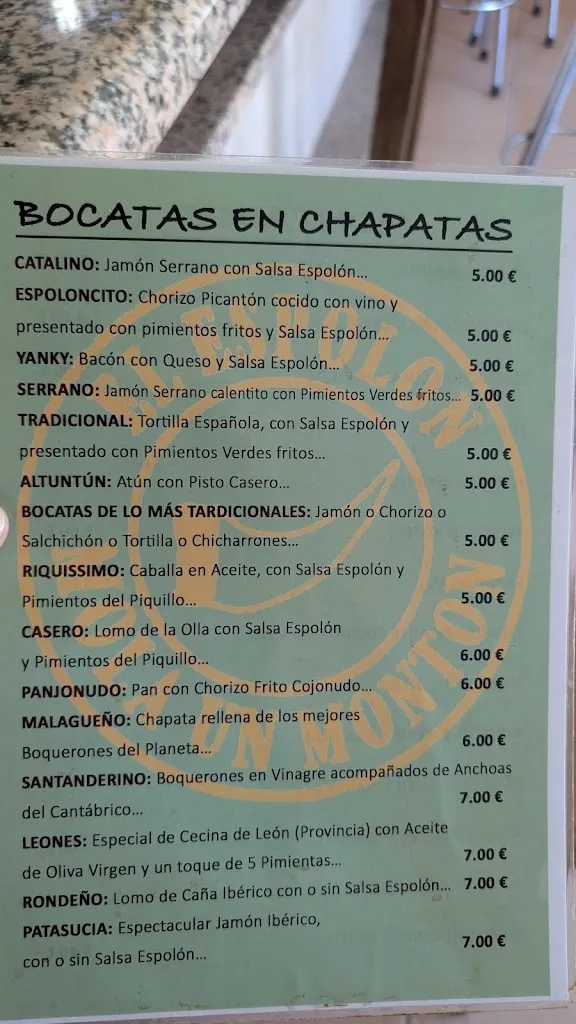 BOCATAS EN CHAPATAS
CATALINO: Jamón Serrano con Salsa Espolón... 5.00 €
ESPOLONCITO: Chorizo Picantón cocido con vino y
presentado con pimientos fritos y Salsa Espolón... 5.00 €
YANKY: Bacón con Queso y Salsa Espolón... 5.00 €
SERRANO: Jamón Serrano calentito con Pimientos Verdes fritos... 5.00 €
TRADICIONAL: Tortilla Española, con Salsa Espolón y
presentado con Pimientos Verdes fritos... 5.00 €
ALTUNTÚN: Atún con Pisto Casero... 5.00 €
BOCATAS DE LO MÁS TARDICIONALES: Jamón o Chorizo o
Salchichón o Tortilla o Chicharrones... 5.00 €
RIQUISSIMO: Caballa en Aceite, con Salsa Espolón y
Pimientos del Piquillo... 5.00 €
CASERO: Lomo de la Olla con Salsa Espolón
y Pimientos del Piquillo... 6.00 €
PANJONUDO: Pan con Chorizo Frito Cojonudo... 6.00 €
MALAGUEÑO: Chapata rellena de los mejores
Boquerones del Planeta... 6.00 €
SANTANDERINO: Boquerones en Vinagre acompañados de Anchoas
del Cantábrico... 7.00 €
LEONES: Especial de Cecina de León (Provincia) con Aceite
de Oliva Virgen y un toque de 5 Pimientas... 7.00 €
RONDEÑO: Lomo de Caña Ibérico con o sin Salsa Espolón... 7.00 €
PATASUCIA: Espectacular Jamón Ibérico,
con o sin Salsa Espolón... 7.00 €
EL ESPOLON
MOLA UN MONTON